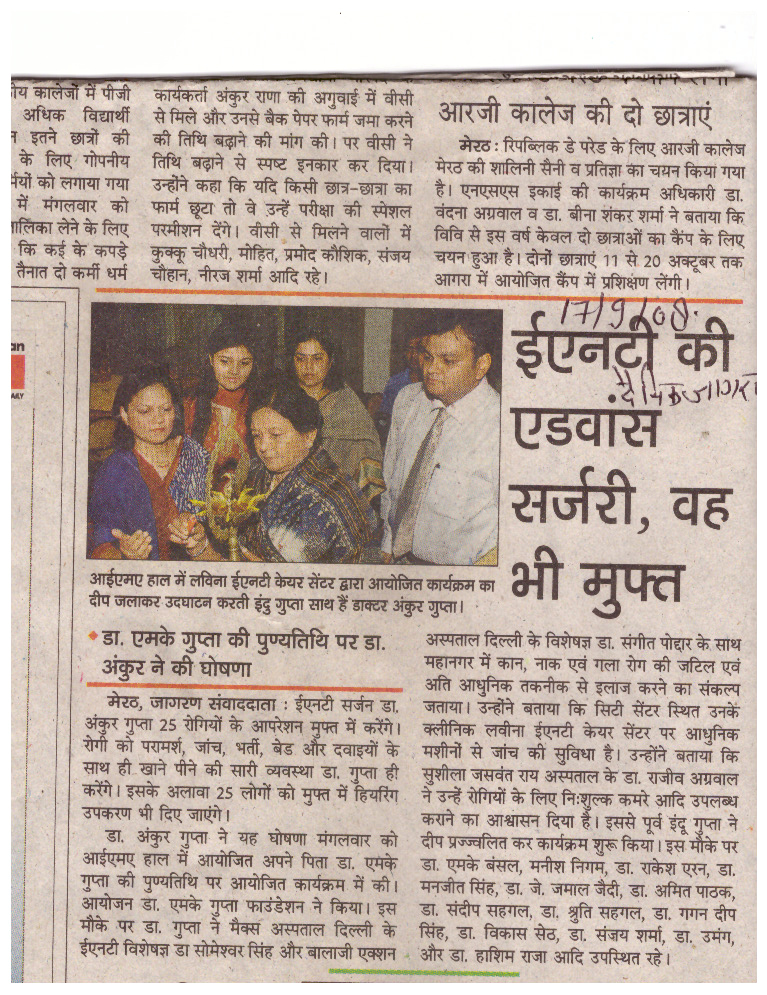 कालेजों में पीजी
अधिक विद्यार्थी
इतने छात्रों की
के लिए गोपनीय
को लगाया गया
में मंगलवार को
लेने के लिए
कि कई के कपड़े
तैनात दो कर्मी धर्म
कार्यकर्ता अंकुर राणा की अगुवाई में वीसी
से मिले और उनसे बैक पेपर फार्म जमा करने
की तिथि बढ़ाने की मांग की। पर वीसी ने
तिथि बढ़ाने से स्पष्ट इनकार कर दिया।
उन्होंने कहा कि यदि किसी छात्र-छात्रा का
फार्म छूटा तो वे उन्हें परीक्षा की स्पेशल
परमीशन देंगे। वीसी से मिलने वालों में
कुक्कू चौधरी, मोहित, प्रमोद कौशिक, संजय
चौहान, नीरज शर्मा आदि रहे।
आरजी कालेज की दो छात्राएं
मेरठ : रिपब्लिक डे परेड के लिए आरजी कालेज
मेरठ की शालिनी सैनी व प्रतिज्ञा का चयन किया गया
है। एनएसएस इकाई की कार्यक्रम अधिकारी डा.
वंदना अग्रवाल व डा. बीना शंकर शर्मा ने बताया कि
विवि से इस वर्ष केवल दो छात्राओं का कैंप के लिए
चयन हुआ है। दोनों छात्राएं 11 से 20 अक्टूबर तक
आगरा में आयोजित कैंप में प्रशिक्षण लेंगी।
17/9/08.
दैनिक जागरण
ईएनटी की
एडवांस
सर्जरी, वह
भी मुफ्त
आईएमए हाल में लविना ईएनटी केयर सेंटर द्वारा आयोजित कार्यक्रम का
दीप जलाकर उदघाटन करती इंदु गुप्ता साथ हैं डाक्टर अंकुर गुप्ता।
डा. एमके गुप्ता की पुण्यतिथि पर डा.
अंकुर ने की घोषणा
मेरठ, जागरण संवाददाता : ईएनटी सर्जन डा.
अंकुर गुप्ता 25 रोगियों के आपरेशन मुफ्त में करेंगे।
रोगी को परामर्श, जांच, भर्ती, बेड और दवाइयों के
साथ ही खाने पीने की सारी व्यवस्था डा. गुप्ता ही
करेंगे। इसके अलावा 25 लोगों को मुफ्त में हियरिंग
उपकरण भी दिए जाएंगे।
डा. अंकुर गुप्ता ने यह घोषणा मंगलवार को
आईएमए हाल में आयोजित अपने पिता डा. एमके
गुप्ता की पुण्यतिथि पर आयोजित कार्यक्रम में की।
आयोजन डा. एमके गुप्ता फाउंडेशन ने किया। इस
मौके पर डा. गुप्ता ने मैक्स अस्पताल दिल्ली के
ईएनटी विशेषज्ञ डा सोमेश्वर सिंह और बालाजी एक्शन
अस्पताल दिल्ली के विशेषज्ञ डा. संगीत पोद्दार के साथ
महानगर में कान, नाक एवं गला रोग की जटिल एवं
अति आधुनिक तकनीक से इलाज करने का संकल्प
जताया। उन्होंने बताया कि सिटी सेंटर स्थित उनके
क्लीनिक लवीना ईएनटी केयर सेंटर पर आधुनिक
मशीनों से जांच की सुविधा है। उन्होंने बताया कि
सुशीला जसवंत राय अस्पताल के डा. राजीव अग्रवाल
ने उन्हें रोगियों के लिए निःशुल्क कमरे आदि उपलब्ध
कराने का आश्वासन दिया है। इससे पूर्व इंदू गुप्ता ने
दीप प्रज्ज्वलित कर कार्यक्रम शुरू किया। इस मौके पर
डा. एमके बंसल, मनीश निगम, डा. राकेश एरन, डा.
मनजीत सिंह, डा. जे. जमाल जैदी, डा. अमित पाठक,
डा. संदीप सहगल, डा. श्रुति सहगल, डा. गगन दीप
सिंह, डा. विकास सेठ, डा. संजय शर्मा, डा. उमंग,
और डा. हाशिम राजा आदि उपस्थित रहे।